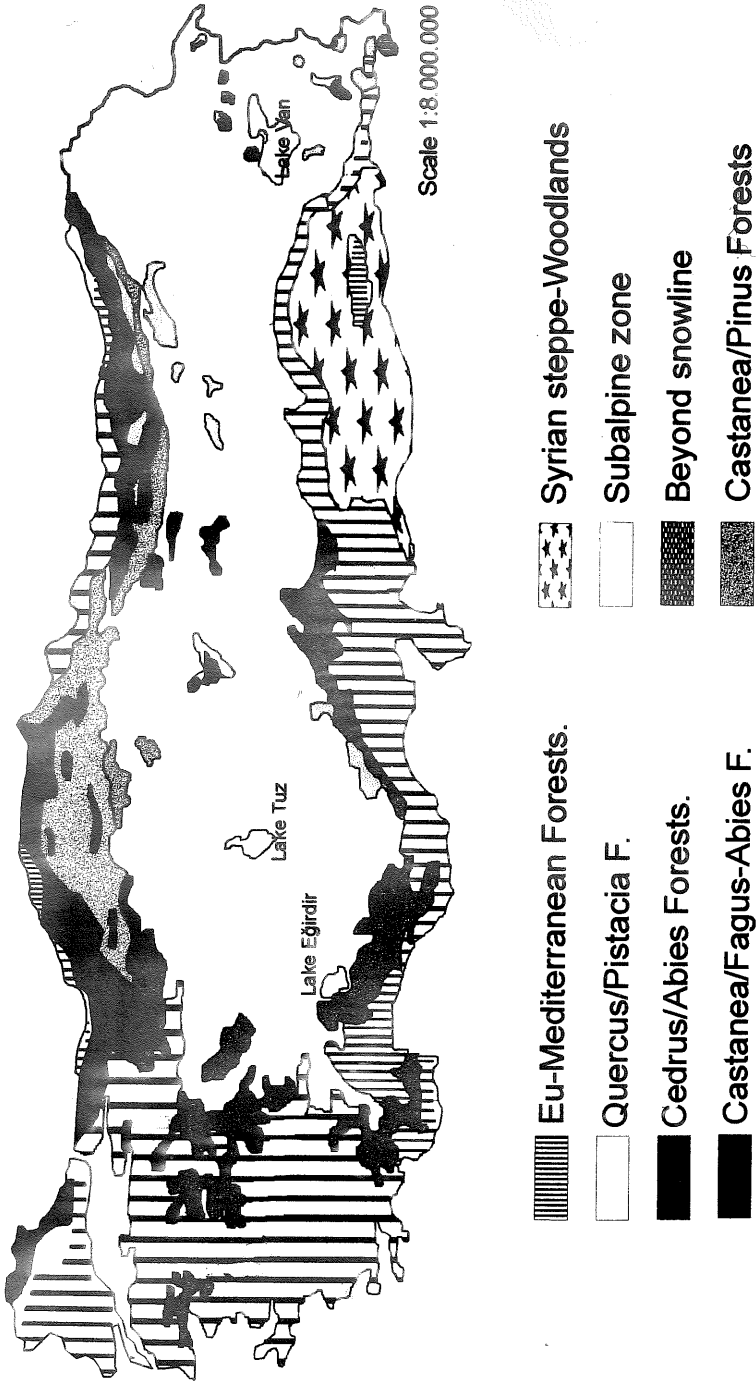 Lake Van
Lake Tuz
Lake Eğirdir
Scale 1:8.000.000
Eu-Mediterranean Forests.
Quercus/Pistacia F.
Cedrus/Abies Forests.
Castanea/Fagus-Abies F.
Syrian steppe-Woodlands
Subalpine zone
Beyond snowline
Castanea/Pinus Forests